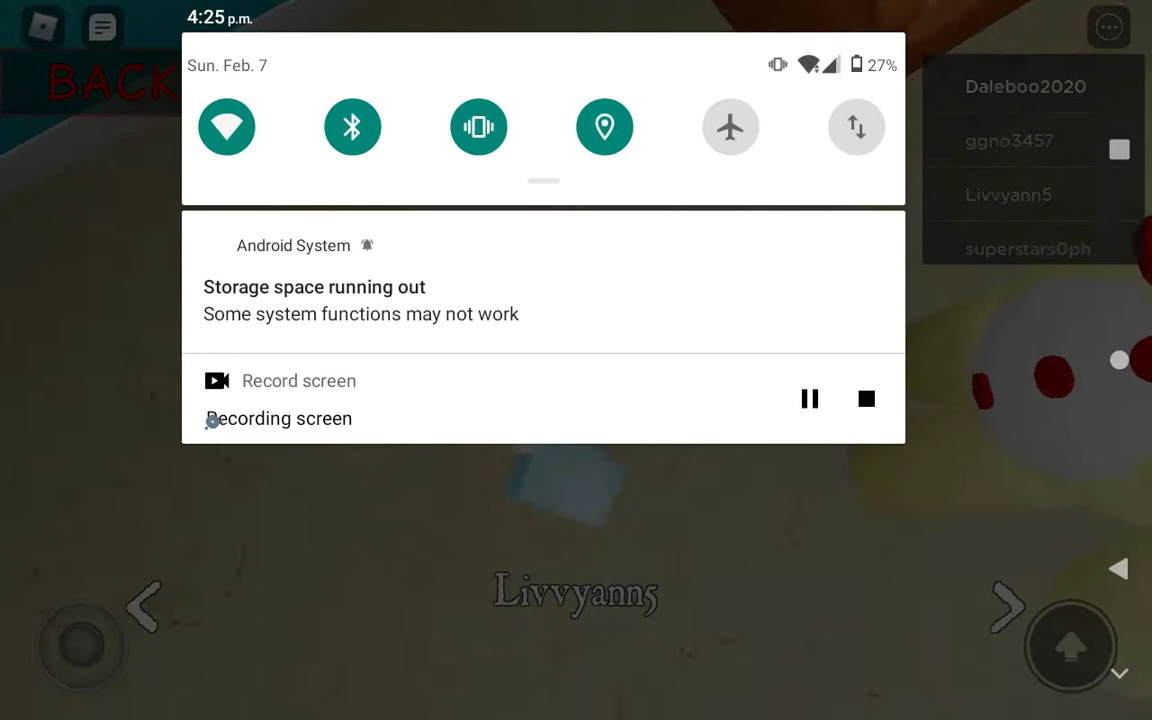 4:25 p.m.
Sun. Feb. 7
27%
BACK
Daleboo2020
ggno3457
Livvyann5
superstars0ph
Android System
Storage space running out
Some system functions may not work
Record screen
Recording screen
Livvyann5